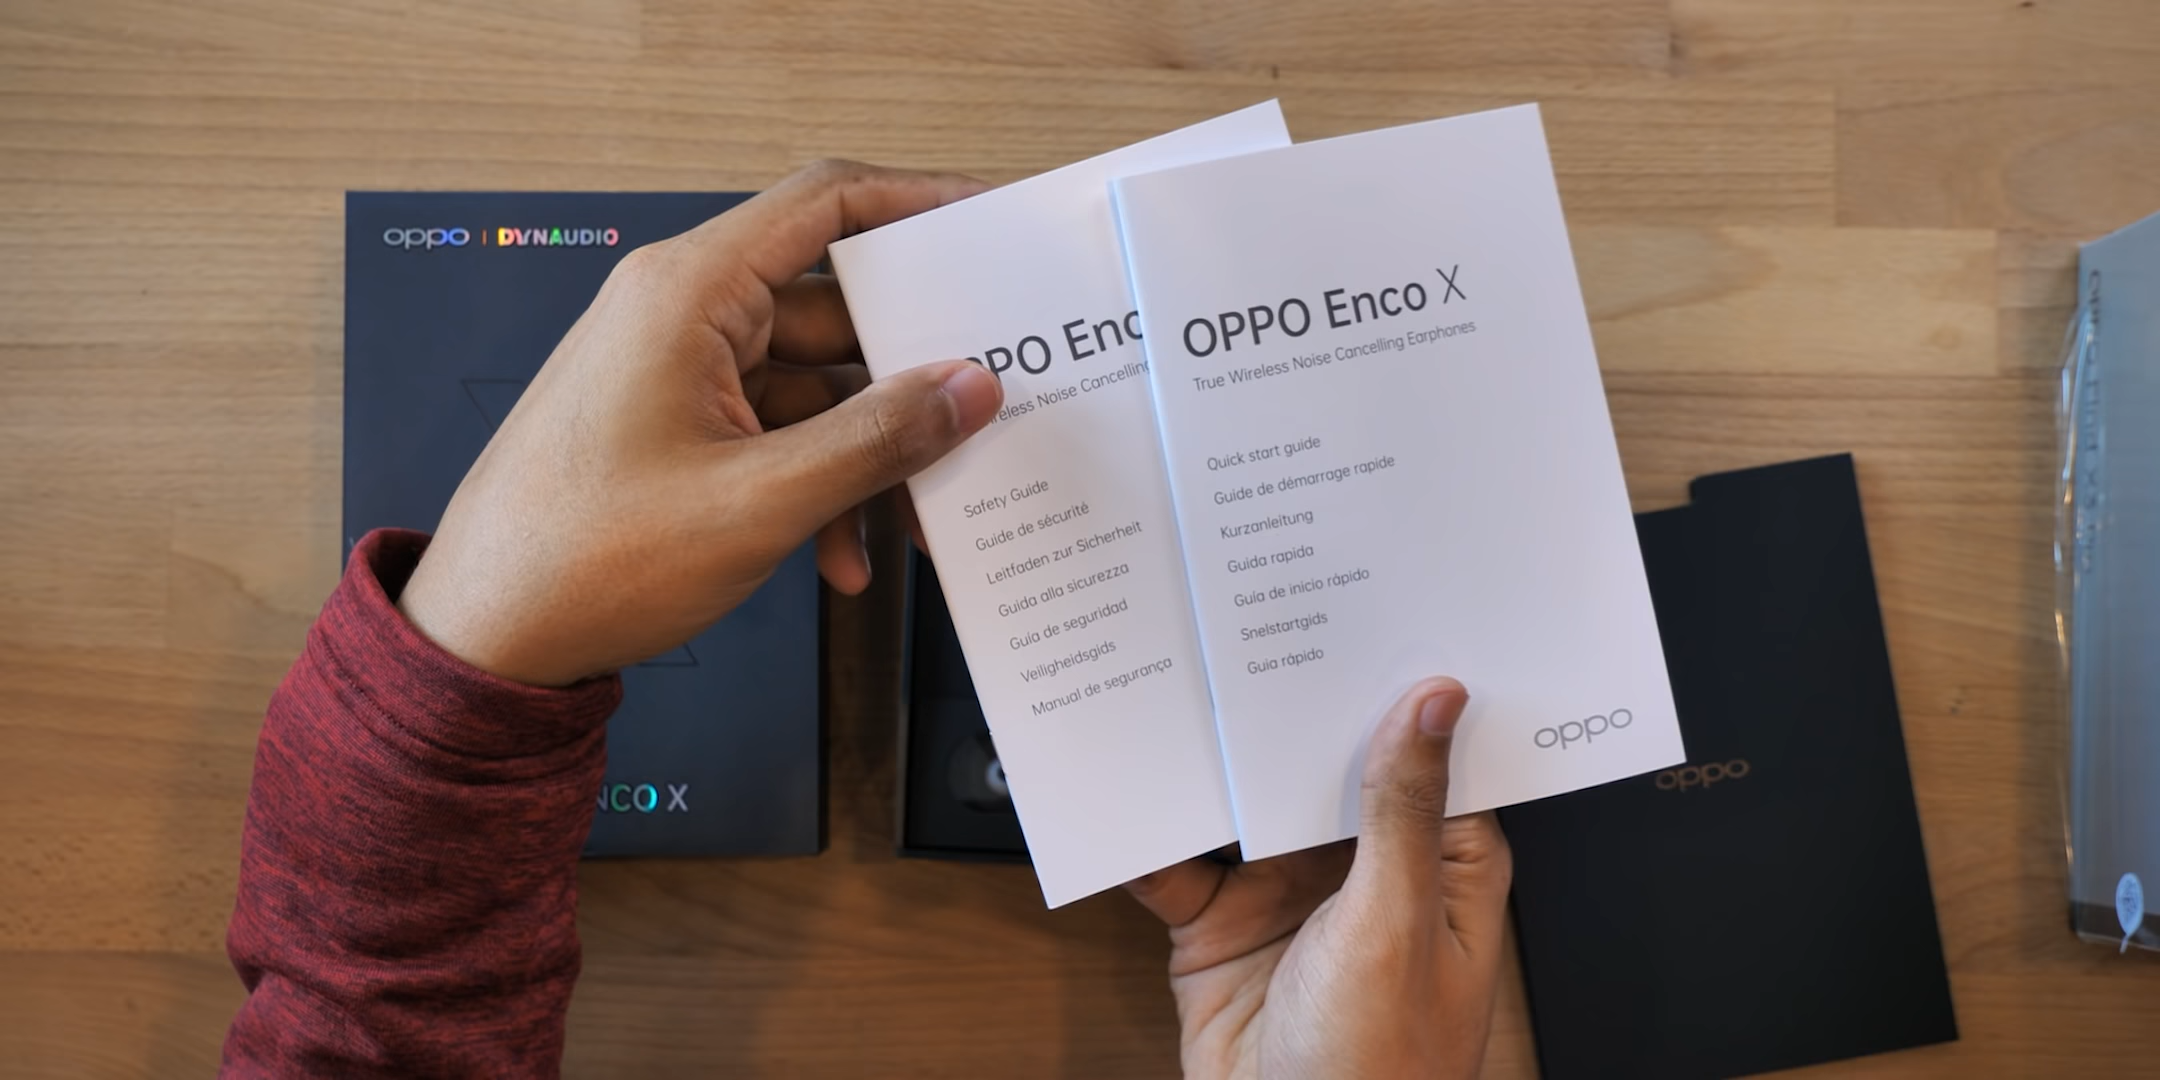 oppo | DYNAUDIO
NCO X
PPO Enc
reless Noise Cancelling
Safety Guide
Guide de sécurité
Leitfaden zur Sicherheit
Guida alla sicurezza
Guía de seguridad
Veiligheidsgids
Manual de segurança
OPPO Enco X
True Wireless Noise Cancelling Earphones
Quick start guide
Guide de démarrage rapide
Kurzanleitung
Guida rapida
Guía de inicio rápido
Snelstartgids
Guia rápido
oppo
oppo